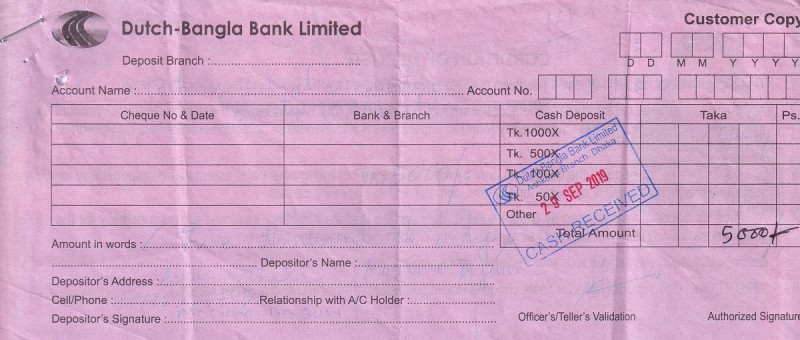 Dutch-Bangla Bank Limited
Customer Copy
Deposit Branch :
D D M M Y Y Y Y
Account Name : Account No.
Cheque No & Date Bank & Branch Cash Deposit Taka Ps.
Tk. 1000X
Tk. 500X
Tk. 100X
Tk. 50X
Other
Total Amount 5000/-
Dutch-Bangla Bank Limited
Ashkona Branch, Dhaka
29 SEP 2019
CASH RECEIVED
Amount in words :
Depositor's Name :
Depositor's Address :
Cell/Phone : Relationship with A/C Holder :
Depositor's Signature : Officer's/Teller's Validation Authorized Signature